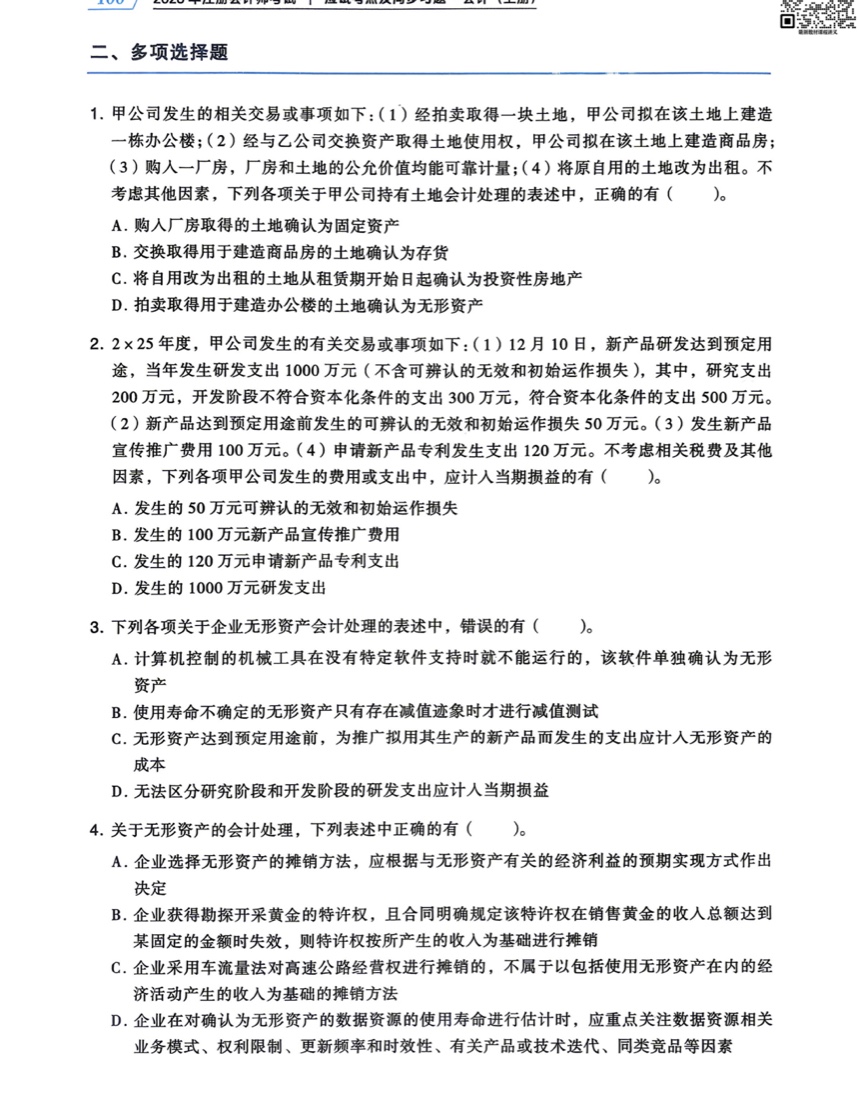 二、多项选择题
1. 甲公司发生的相关交易或事项如下:(1)经拍卖取得一块土地，甲公司拟在该土地上建造
一栋办公楼;(2)经与乙公司交换资产取得土地使用权，甲公司拟在该土地上建造商品房;
(3)购入一厂房，厂房和土地的公允价值均能可靠计量;(4)将原自用的土地改为出租。不
考虑其他因素，下列各项关于甲公司持有土地会计处理的表述中，正确的有(　　)。
A. 购入厂房取得的土地确认为固定资产
B. 交换取得用于建造商品房的土地确认为存货
C. 将自用改为出租的土地从租赁期开始日起确认为投资性房地产
D. 拍卖取得用于建造办公楼的土地确认为无形资产
2. 2×25 年度，甲公司发生的有关交易或事项如下:(1)12 月 10 日，新产品研发达到预定用
途，当年发生研发支出 1000 万元(不含可辨认的无效和初始运作损失)，其中，研究支出
200 万元，开发阶段不符合资本化条件的支出 300 万元，符合资本化条件的支出 500 万元。
(2)新产品达到预定用途前发生的可辨认的无效和初始运作损失 50 万元。(3)发生新产品
宣传推广费用 100 万元。(4)申请新产品专利发生支出 120 万元。不考虑相关税费及其他
因素，下列各项甲公司发生的费用或支出中，应计入当期损益的有(　　)。
A. 发生的 50 万元可辨认的无效和初始运作损失
B. 发生的 100 万元新产品宣传推广费用
C. 发生的 120 万元申请新产品专利支出
D. 发生的 1000 万元研发支出
3. 下列各项关于企业无形资产会计处理的表述中，错误的有(　　)。
A. 计算机控制的机械工具在没有特定软件支持时就不能运行的，该软件单独确认为无形
资产
B. 使用寿命不确定的无形资产只有存在减值迹象时才进行减值测试
C. 无形资产达到预定用途前，为推广拟用其生产的新产品而发生的支出应计入无形资产的
成本
D. 无法区分研究阶段和开发阶段的研发支出应计入当期损益
4. 关于无形资产的会计处理，下列表述中正确的有(　　)。
A. 企业选择无形资产的摊销方法，应根据与无形资产有关的经济利益的预期实现方式作出
决定
B. 企业获得勘探开采黄金的特许权，且合同明确规定该特许权在销售黄金的收入总额达到
某固定的金额时失效，则特许权按所产生的收入为基础进行摊销
C. 企业采用车流量法对高速公路经营权进行摊销的，不属于以包括使用无形资产在内的经
济活动产生的收入为基础的摊销方法
D. 企业在对确认为无形资产的数据资源的使用寿命进行估计时，应重点关注数据资源相关
业务模式、权利限制、更新频率和时效性、有关产品或技术迭代、同类竞品等因素